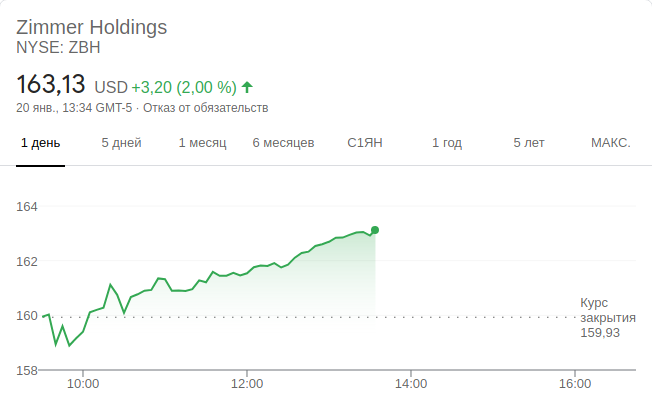 Zimmer Holdings
NYSE: ZBH
163,13 USD +3,20 (2,00 %)
20 янв., 13:34 GMT-5 · Отказ от обязательств
1 день 5 дней 1 месяц 6 месяцев С1ЯН 1 год 5 лет МАКС.
164
162
160
158
Курс
закрытия
159,93
10:00 12:00 14:00 16:00